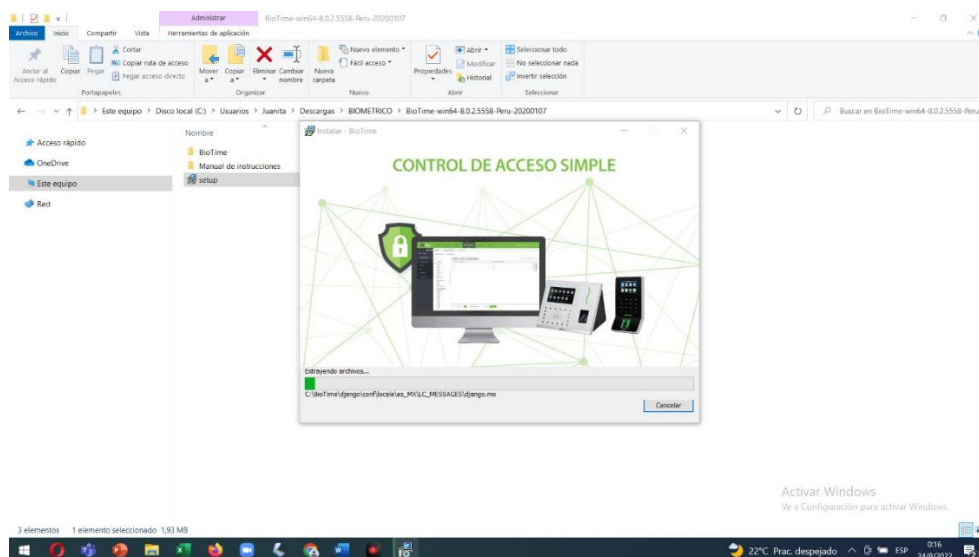 Administrar
BioTime-win64-8.0.2.5558-Peru-20200107
Archivo Inicio Compartir Vista Herramientas de aplicación
Anclar al Acceso rápido
Copiar
Pegar
Cortar
Copiar ruta de acceso
Pegar acceso directo
Mover a
Copiar a
Eliminar
Cambiar nombre
Nueva carpeta
Nuevo elemento
Fácil acceso
Propiedades
Abrir
Modificar
Historial
Seleccionar todo
No seleccionar nada
Invertir selección
Portapapeles Organizar Nuevo Abrir Seleccionar
Este equipo > Disco local (C:) > Usuarios > Juanita > Descargas > BIOMETRICO > BioTime-win64-8.0.2.5558-Peru-20200107
Buscar en BioTime-win64-8.0.2.5558-Peru
Acceso rápido
OneDrive
Este equipo
Red
Nombre
BioTime
Manual de instrucciones
setup
Instalar - BioTime
CONTROL DE ACCESO SIMPLE
Extrayendo archivos...
C:\BioTime\django\conf\locale\es_MX\LC_MESSAGES\django.mo
Cancelar
Activar Windows
Ve a Configuración para activar Windows.
3 elementos 1 elemento seleccionado 1,93 MB
22°C Prac. despejado ESP 0:16
24/8/2022